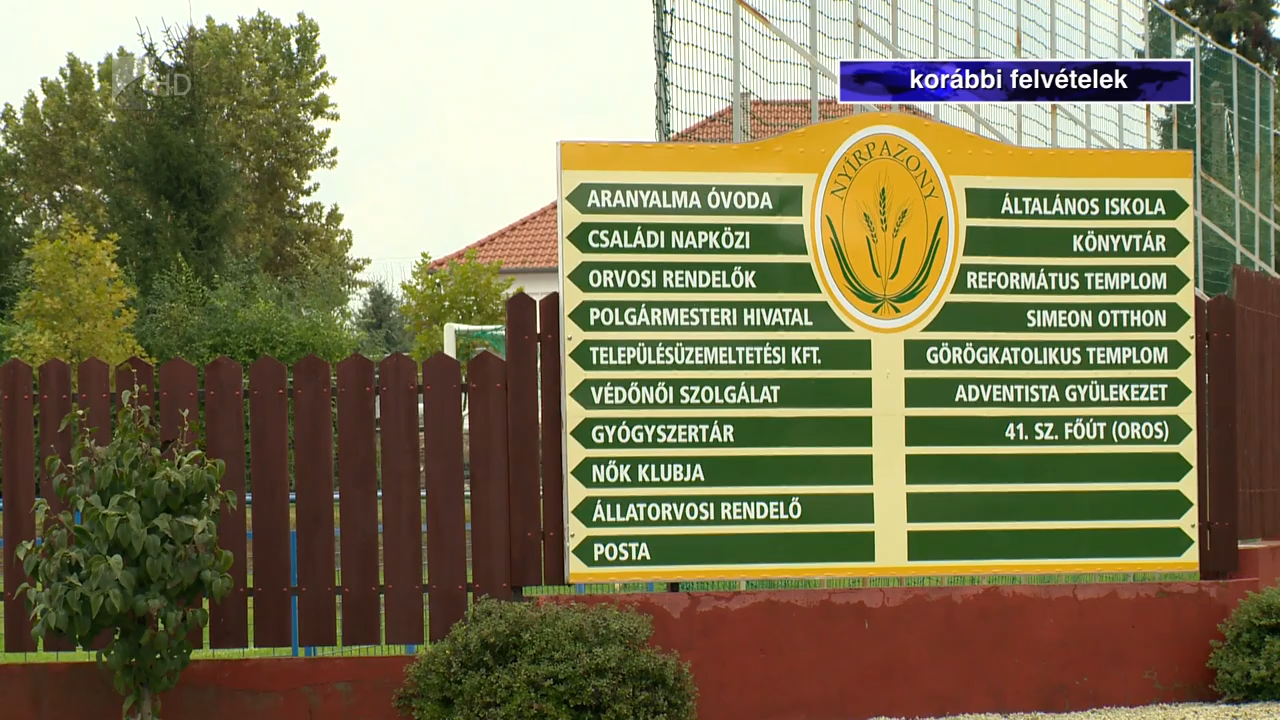 HD
korábbi felvételek
NYÍRPAZONY
ARANYALMA ÓVODA
CSALÁDI NAPKÖZI
ORVOSI RENDELŐK
POLGÁRMESTERI HIVATAL
TELEPÜLÉSÜZEMELTETÉSI KFT.
VÉDŐNŐI SZOLGÁLAT
GYÓGYSZERTÁR
NŐK KLUBJA
ÁLLATORVOSI RENDELŐ
POSTA
ÁLTALÁNOS ISKOLA
KÖNYVTÁR
REFORMÁTUS TEMPLOM
SIMEON OTTHON
GÖRÖGKATOLIKUS TEMPLOM
ADVENTISTA GYÜLEKEZET
41. SZ. FŐÚT (OROS)